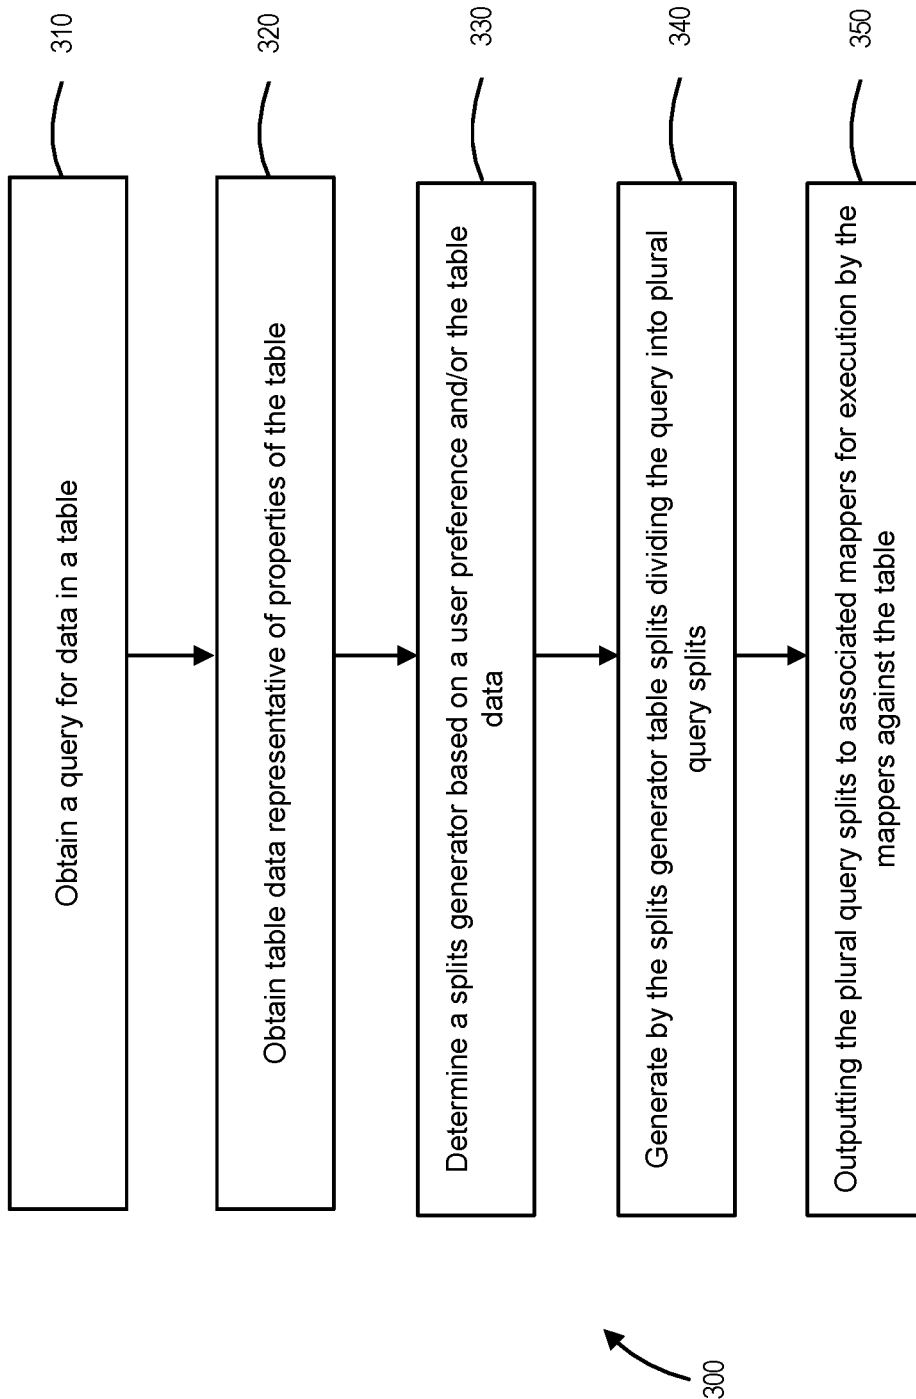 Obtain a query for data in a table
310
Obtain table data representative of properties of the table
320
Determine a splits generator based on a user preference and/or the table
data
330
Generate by the splits generator table splits dividing the query into plural
query splits
340
Outputting the plural query splits to associated mappers for execution by the
mappers against the table
350
300